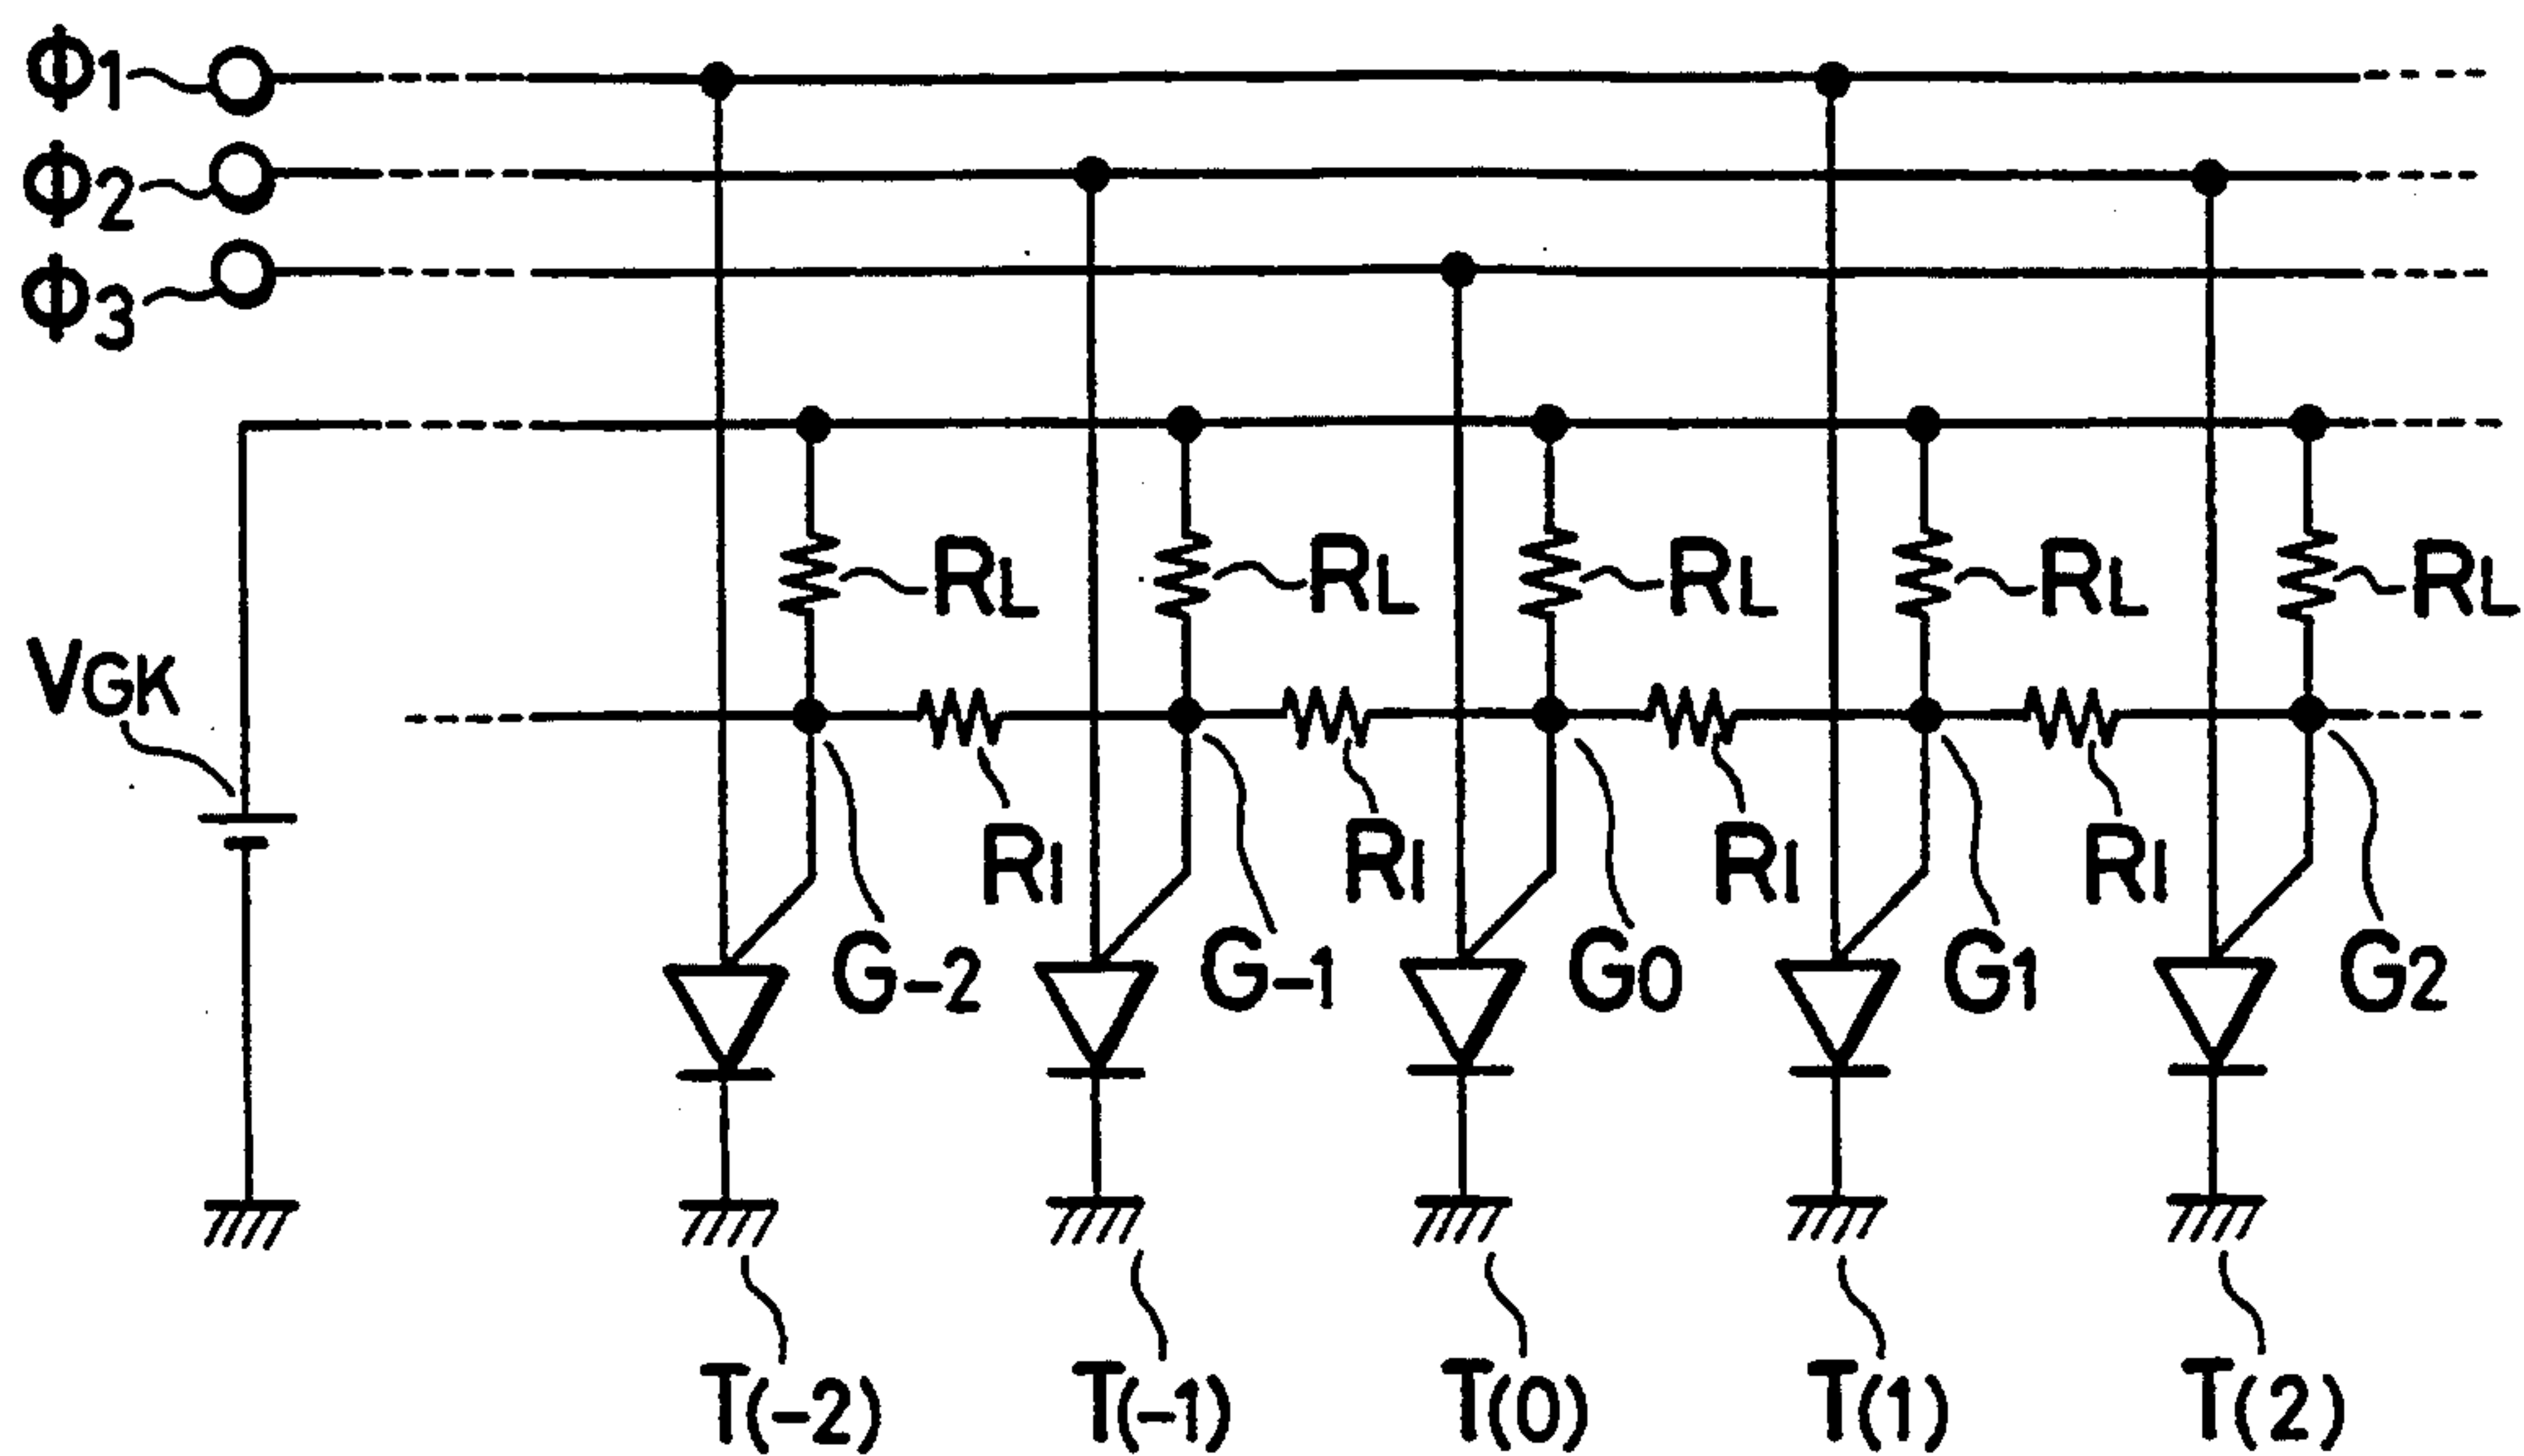 Φ1
Φ2
Φ3
RL RL RL RL RL
VGK
RI RI RI RI
G-2 G-1 G0 G1 G2
T(-2) T(-1) T(0) T(1) T(2)